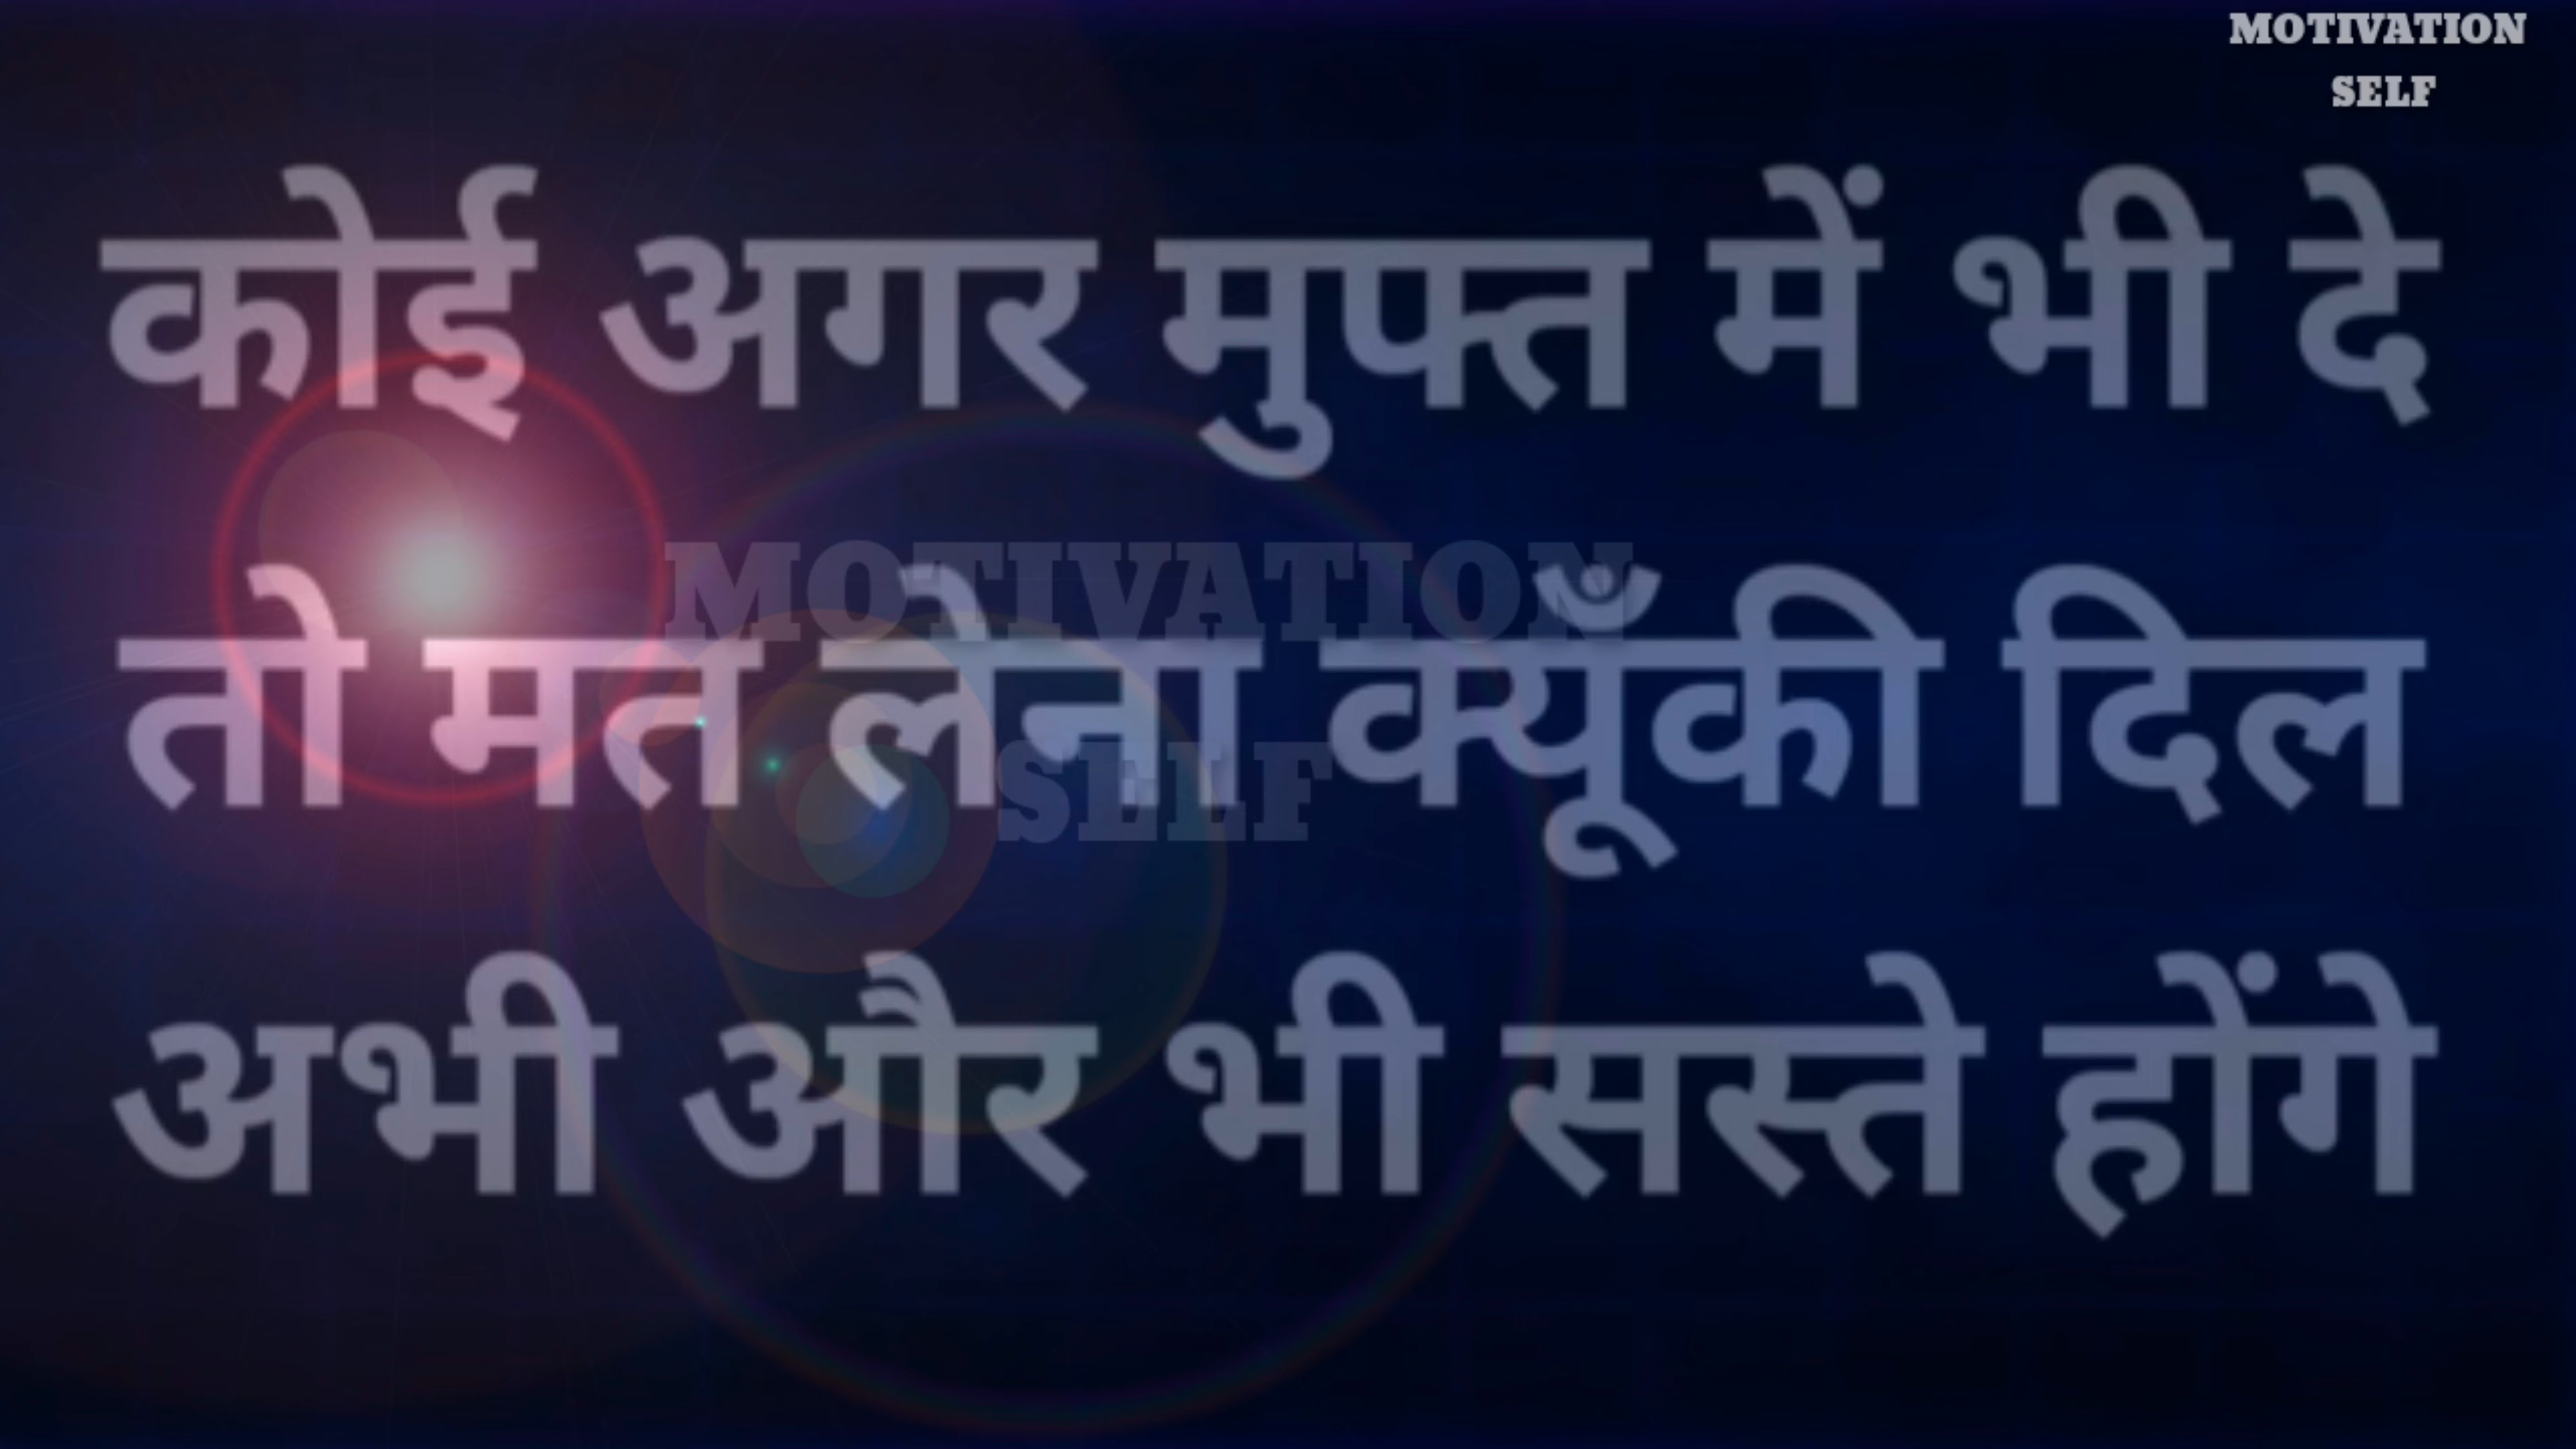 MOTIVATION
SELF
कोई अगर मुफ्त में भी दे
तो मत लेना क्यूँकी दिल
अभी और भी सस्ते होंगे
MOTIVATION
SELF